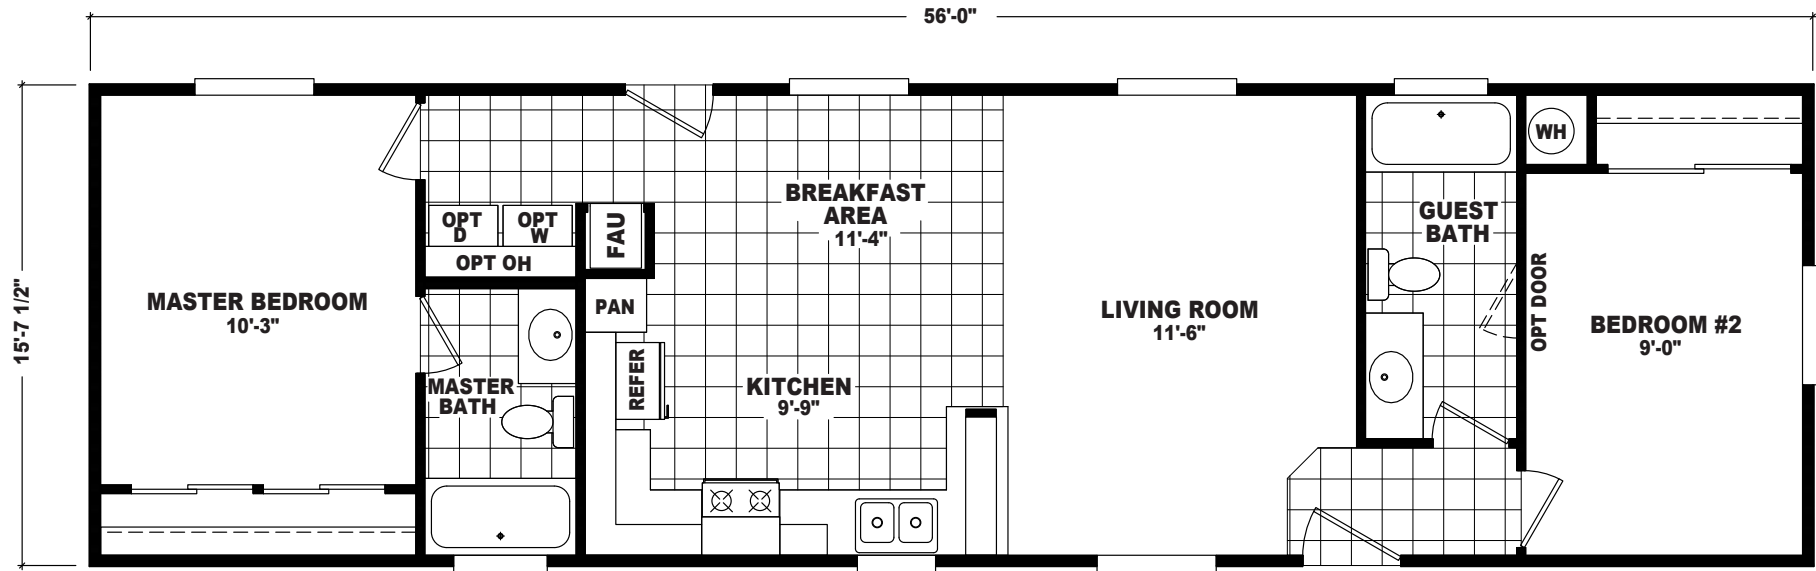 56'-0"
15'-7 1/2"
MASTER BEDROOM
10'-3"
OPT
D
OPT
W
OPT OH
FAU
PAN
REFER
MASTER
BATH
BREAKFAST
AREA
11'-4"
KITCHEN
9'-9"
LIVING ROOM
11'-6"
GUEST
BATH
OPT DOOR
WH
BEDROOM #2
9'-0"